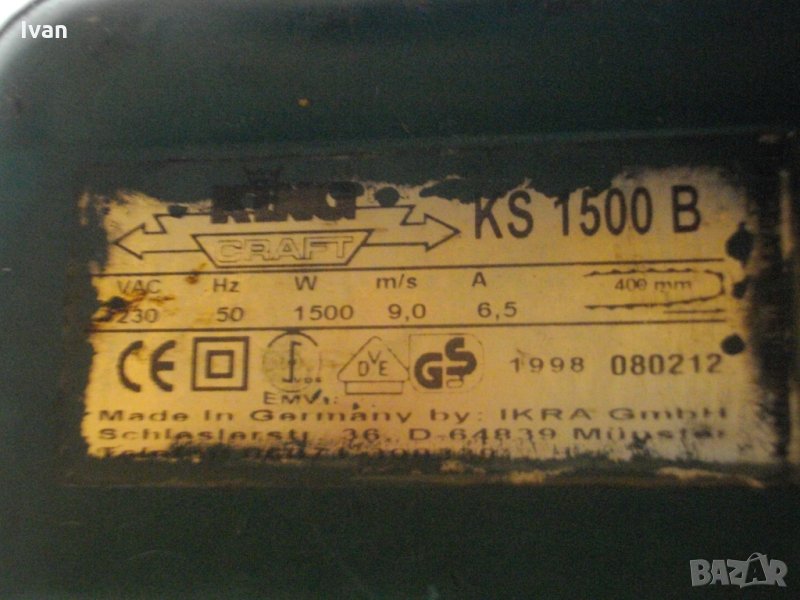 Ivan
KING
CRAFT
KS 1500 B
VAC Hz W m/s A 400 mm
230 50 1500 9,0 6,5
CE VDE GS 1998 080212
EMV
Made in Germany by: IKRA GmbH
Schlesierstr. 36, D-64839 Münster
BAZAR